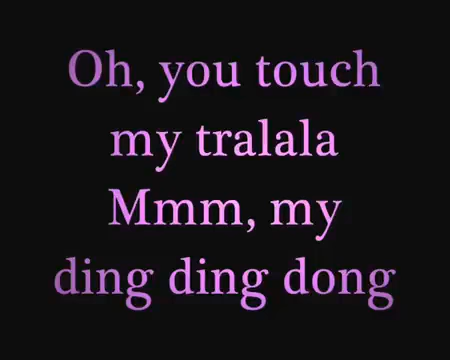 Oh, you touch
my tralala
Mmm, my
ding ding dong